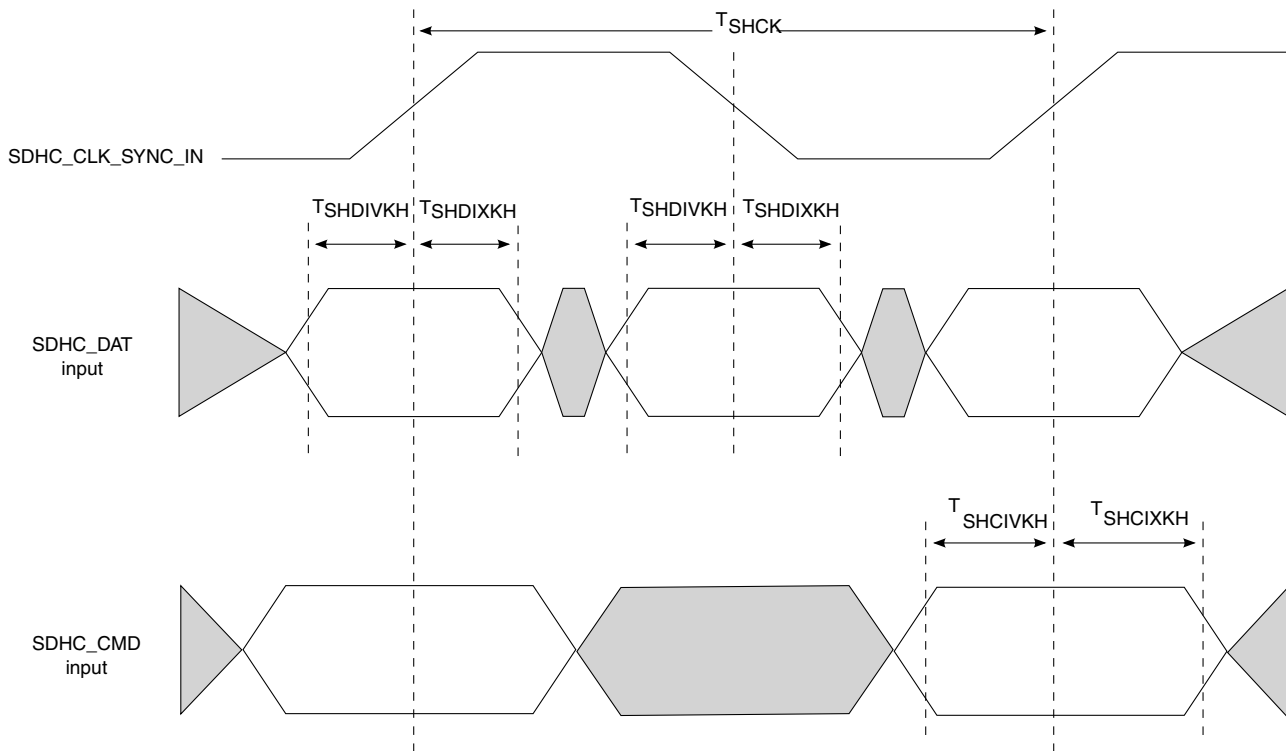 TSHCK
SDHC_CLK_SYNC_IN
TSHDIVKH TSHDIXKH TSHDIVKH TSHDIXKH
SDHC_DAT
input
TSHCIVKH TSHCIXKH
SDHC_CMD
input